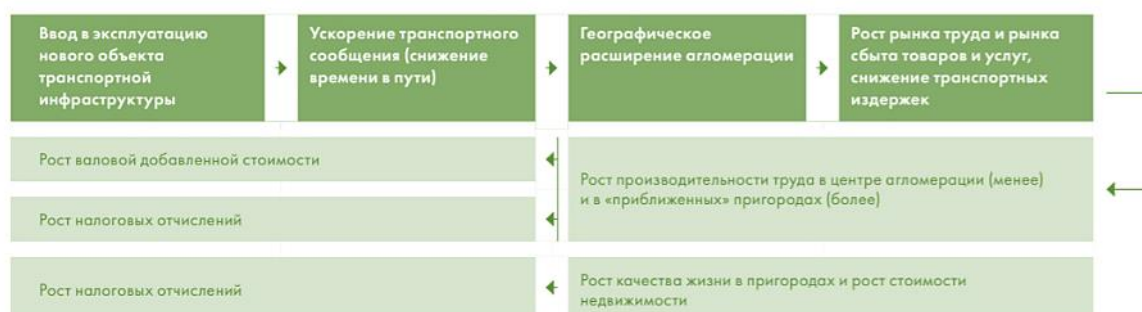 Ввод в эксплуатацию
нового объекта
транспортной
инфраструктуры
Ускорение транспортного
сообщения (снижение
времени в пути)
Географическое
расширение агломерации
Рост рынка труда и рынка
сбыта товаров и услуг,
снижение транспортных
издержек
Рост валовой добавленной стоимости
Рост налоговых отчислений
Рост производительности труда в центре агломерации (менее)
и в «приближенных» пригородах (более)
Рост налоговых отчислений
Рост качества жизни в пригородах и рост стоимости
недвижимости